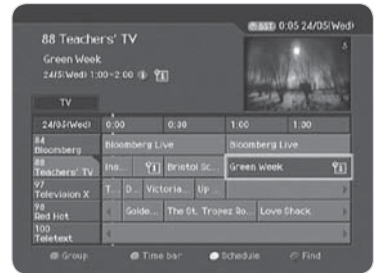 BST 0:05 24/05(Wed)
88 Teachers' TV
Green Week
24/5(Wed) 1:00~2:00
TV
24/05(Wed) 0:00 0:30 1:00 1:30
84 Bloomberg Bloomberg Live Bloomberg Live
88 Teachers' TV Ins... Bristol Sc... Green Week
97 Television X T... D... Victoria... Up ...
98 Red Hot Golde... The St. Tropez Bo... Love Shack
100 Teletext
Group Time bar Schedule Find